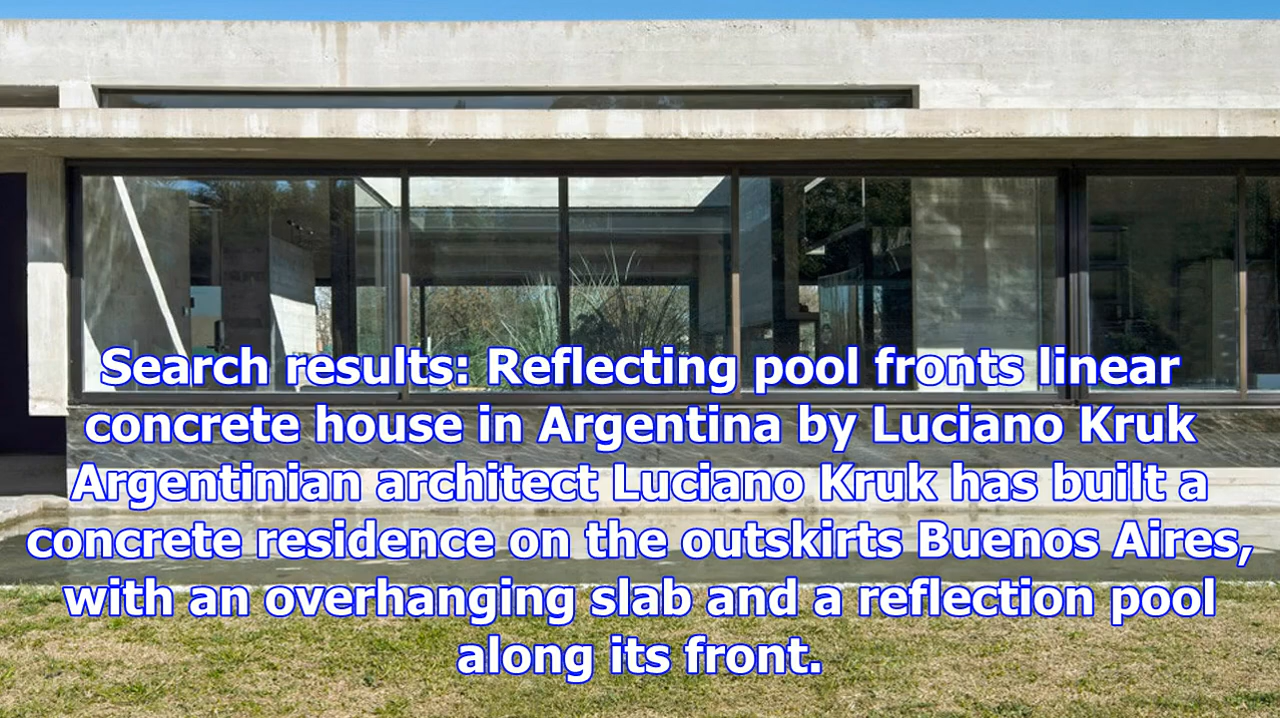 Search results: Reflecting pool fronts linear
concrete house in Argentina by Luciano Kruk
Argentinian architect Luciano Kruk has built a
concrete residence on the outskirts Buenos Aires,
with an overhanging slab and a reflection pool
along its front.